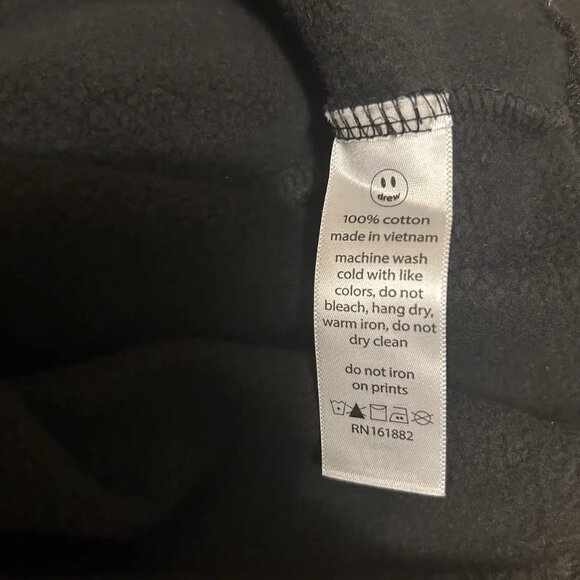 drew
100% cotton
made in vietnam
machine wash
cold with like
colors, do not
bleach, hang dry,
warm iron, do not
dry clean
do not iron
on prints
RN161882